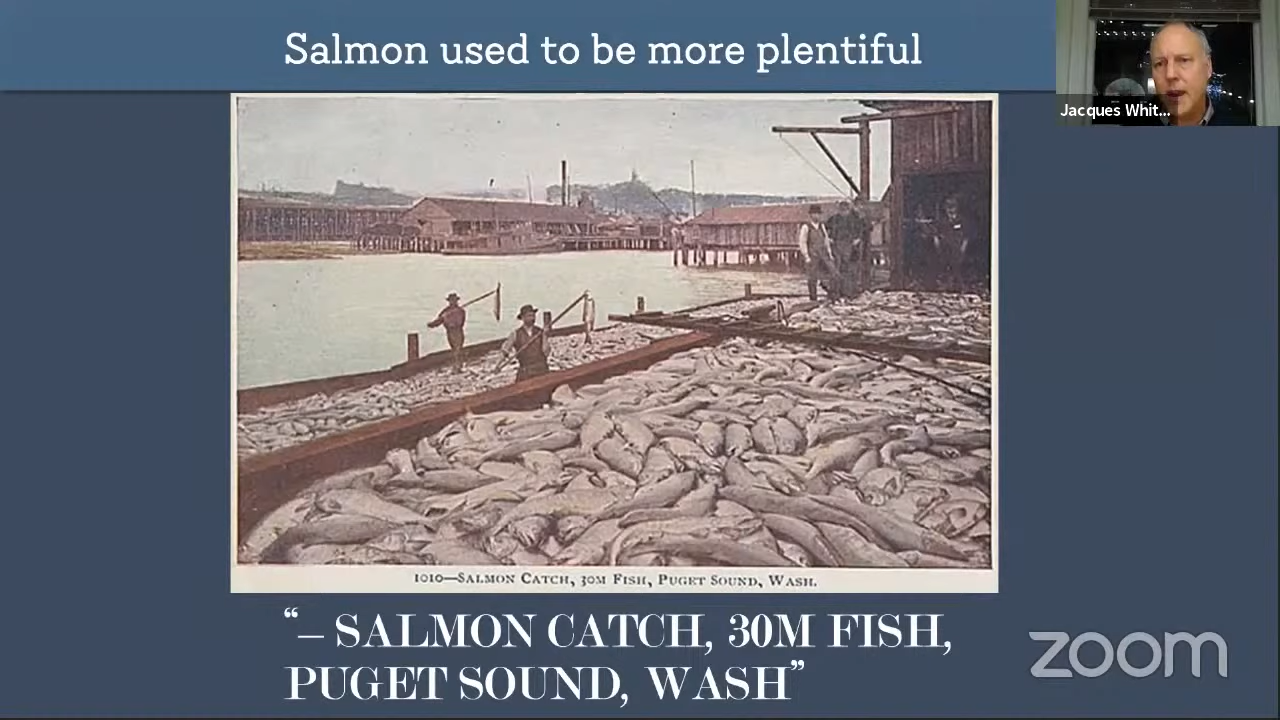 Salmon used to be more plentiful
Jacques Whit...
1010—SALMON CATCH, 30M FISH, PUGET SOUND, WASH.
“– SALMON CATCH, 30M FISH,
PUGET SOUND, WASH”
zoom